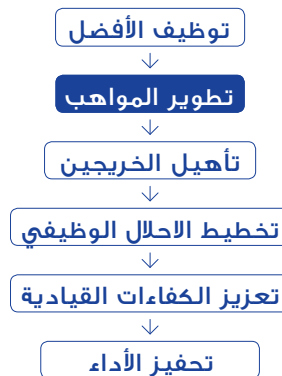 توظيف الأفضل
تطوير المواهب
تأهيل الخريجين
تخطيط الاحلال الوظيفي
تعزيز الكفاءات القيادية
تحفيز الأداء